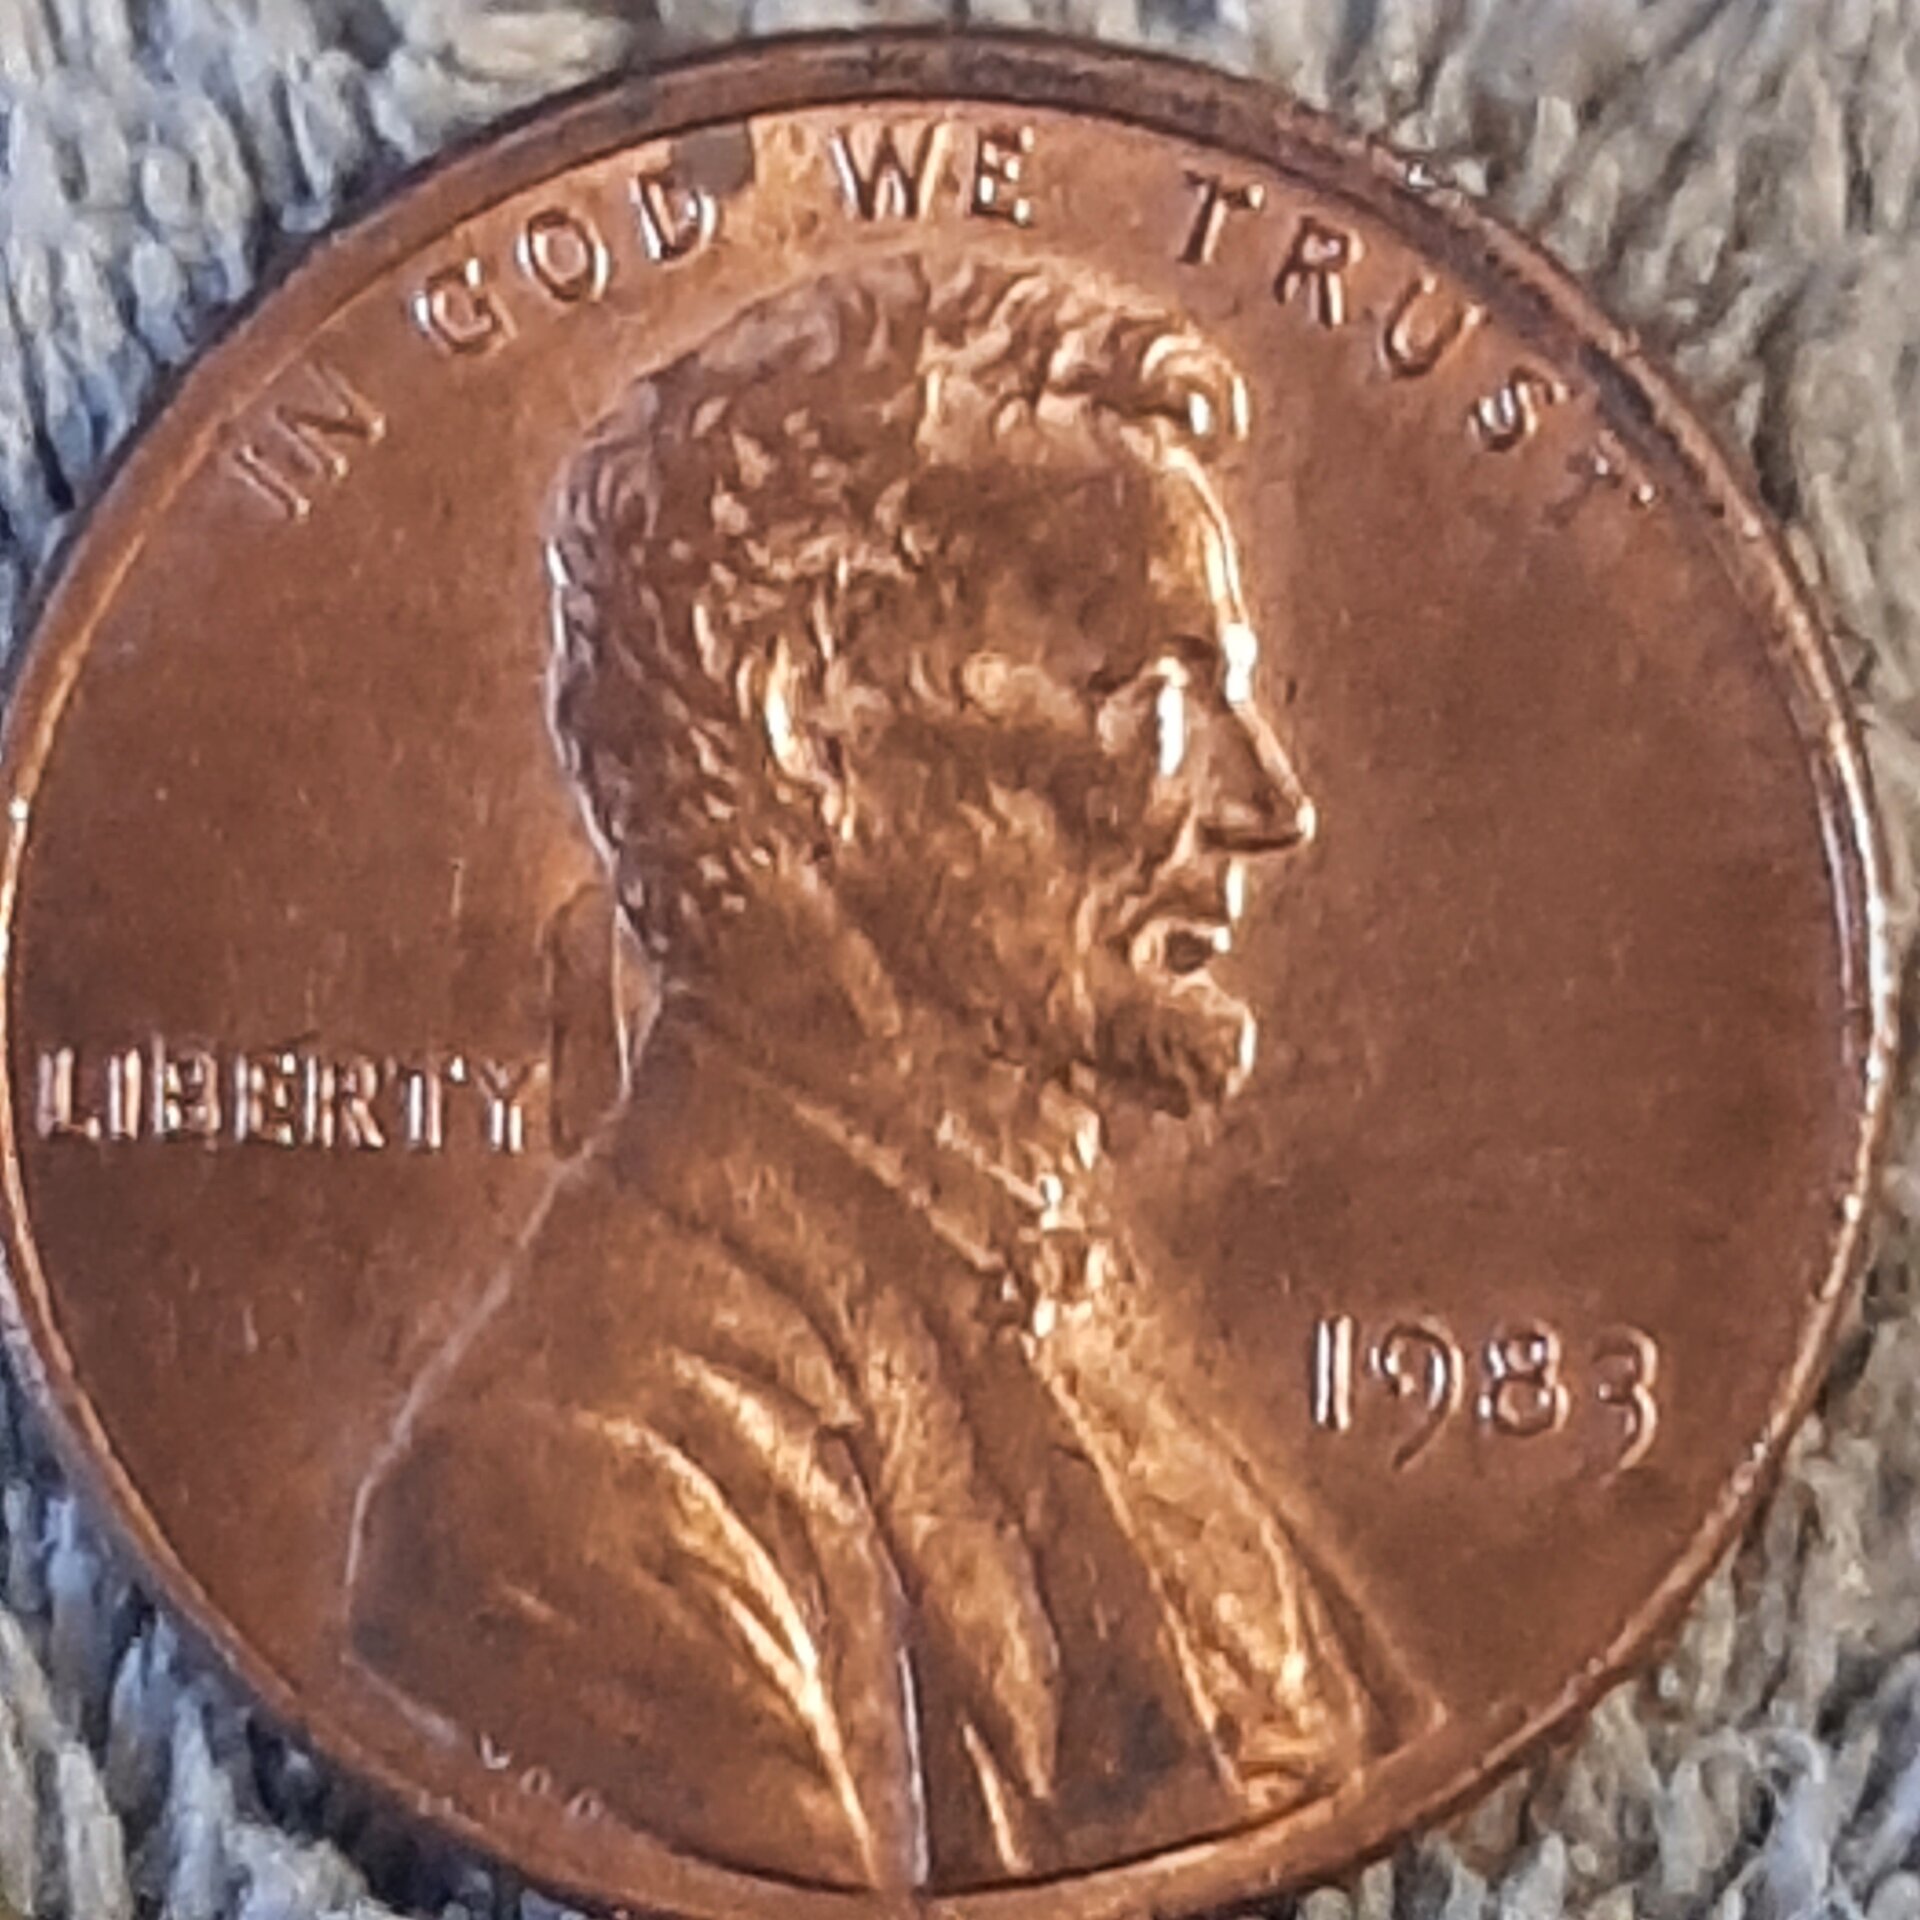 IN GOD WE TRUST
LIBERTY
1983